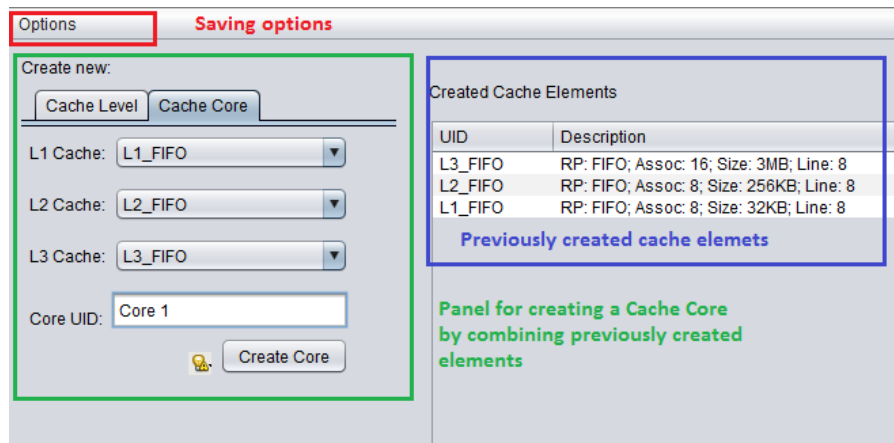 Options
Saving options
Create new:
Cache Level
Cache Core
L1 Cache: L1_FIFO
L2 Cache: L2_FIFO
L3 Cache: L3_FIFO
Core UID: Core 1
Create Core
Created Cache Elements
UID Description
L3_FIFO RP: FIFO; Assoc: 16; Size: 3MB; Line: 8
L2_FIFO RP: FIFO; Assoc: 8; Size: 256KB; Line: 8
L1_FIFO RP: FIFO; Assoc: 8; Size: 32KB; Line: 8
Previously created cache elemets
Panel for creating a Cache Core
by combining previously created
elements